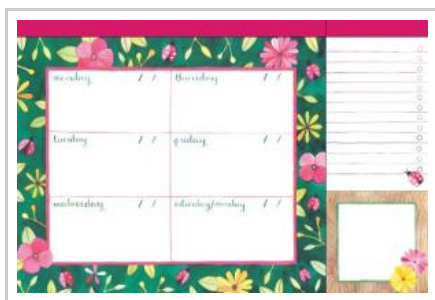 monday / /
thursday / /
tuesday
friday / /
wednesday / /
saturday/sunday / /